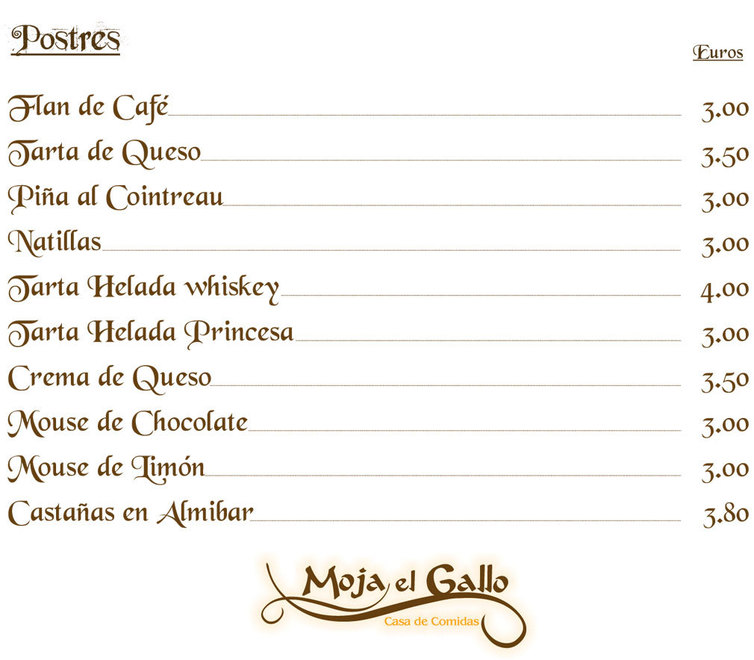 Postres
Euros
Flan de Café 3.00
Tarta de Queso 3.50
Piña al Cointreau 3.00
Natillas 3.00
Tarta Helada whiskey 4.00
Tarta Helada Princesa 3.00
Crema de Queso 3.50
Mouse de Chocolate 3.00
Mouse de Limón 3.00
Castañas en Almibar 3.80
Moja el Gallo
Casa de Comidas